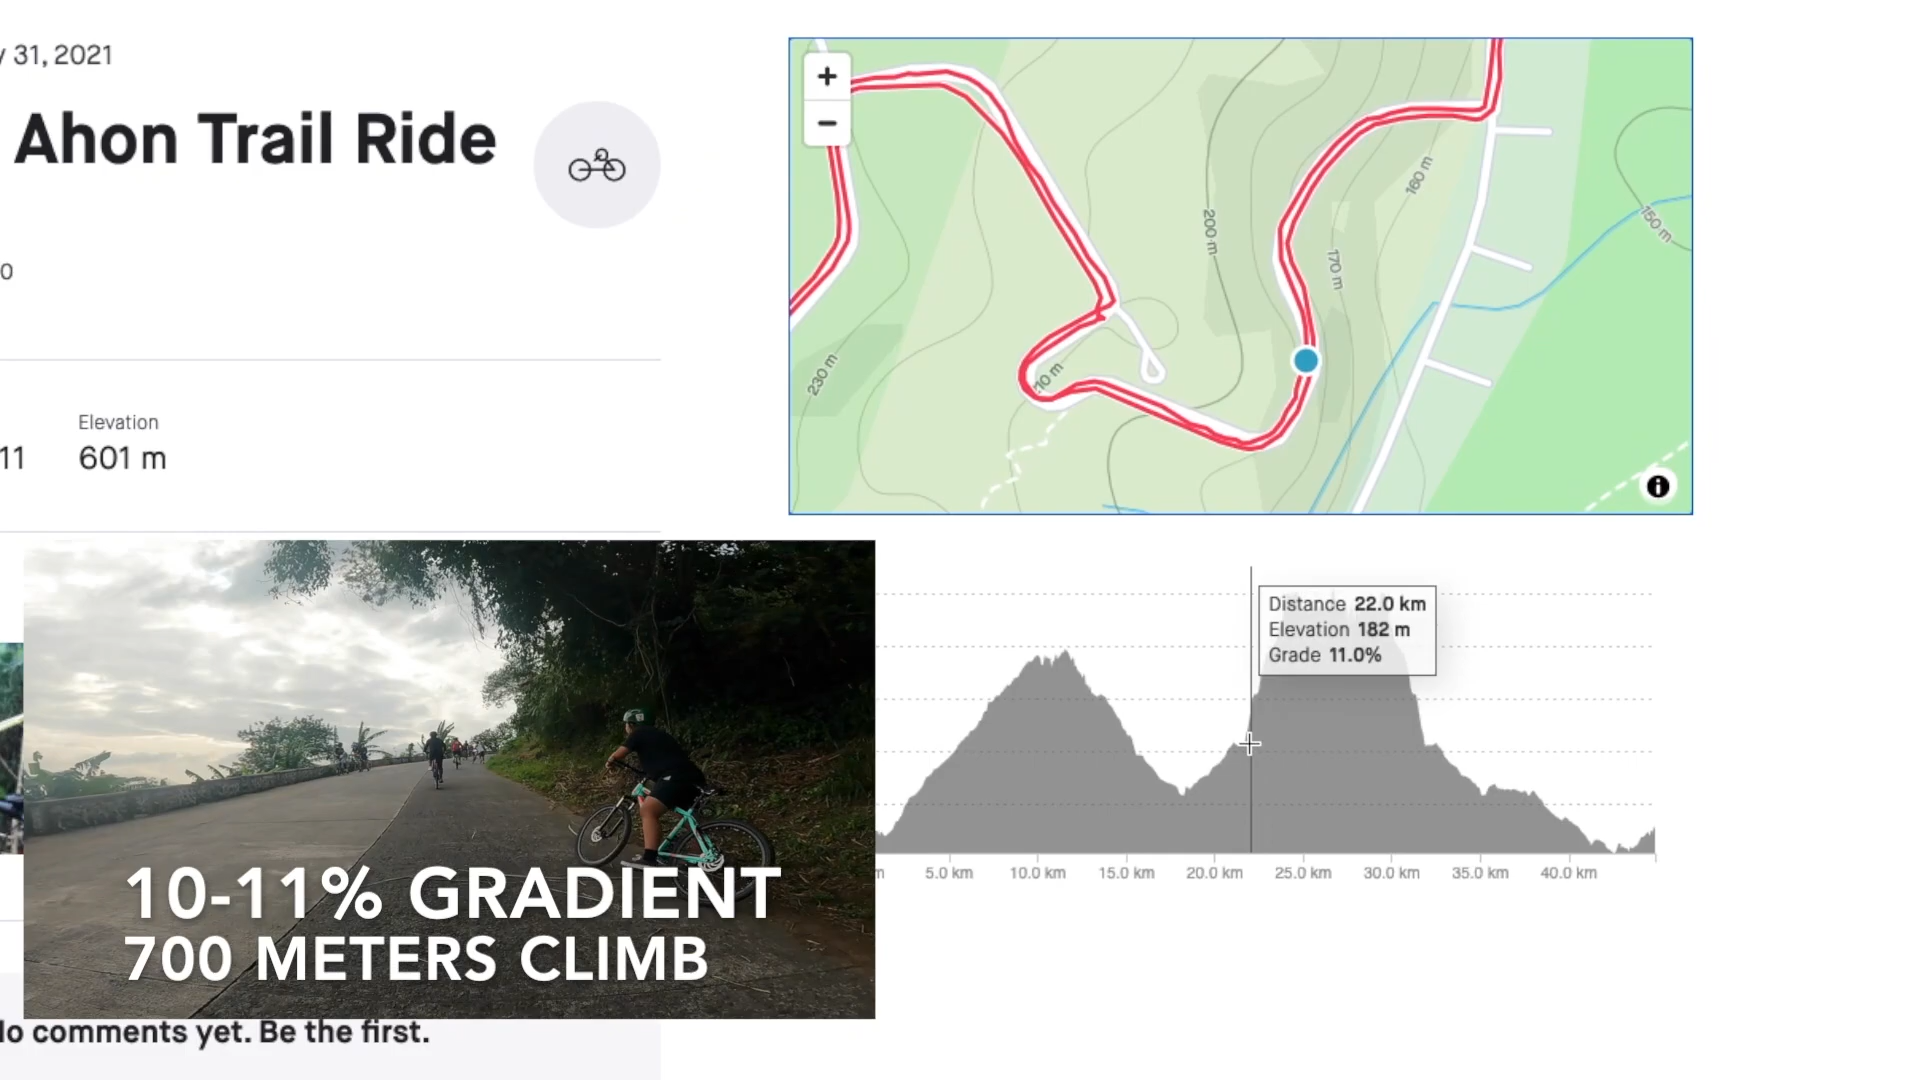 31, 2021
Ahon Trail Ride
0
11
Elevation
601 m
+
−
230 m
10 m
200 m
170 m
160 m
150 m
Distance 22.0 km
Elevation 182 m
Grade 11.0%
5.0 km
10.0 km
15.0 km
20.0 km
25.0 km
30.0 km
35.0 km
40.0 km
10-11% GRADIENT
700 METERS CLIMB
comments yet. Be the first.